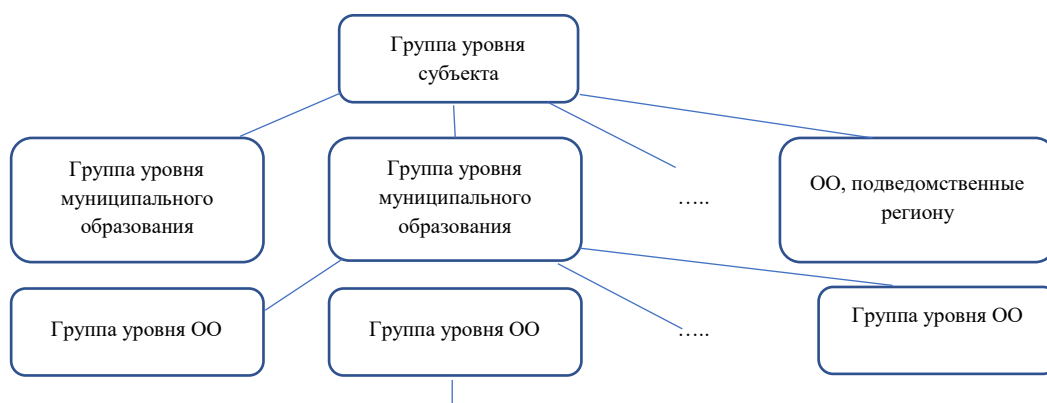 Группа уровня
субъекта
Группа уровня
муниципального
образования
Группа уровня
муниципального
образования
…..
ОО, подведомственные
региону
Группа уровня ОО
Группа уровня ОО
…..
Группа уровня ОО